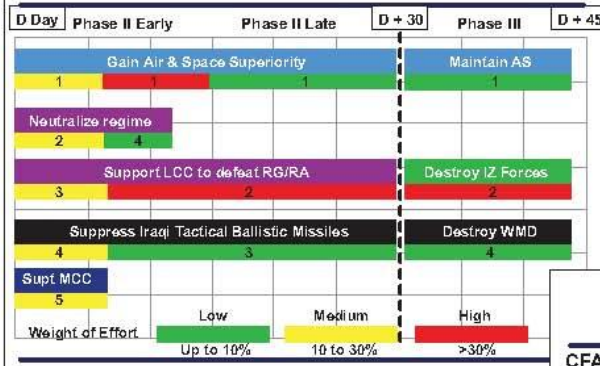 D Day Phase II Early Phase II Late D + 30 Phase III D + 45
Gain Air & Space Superiority Maintain AS
1 1 1 1
Neutralize regime
2 4
Support LCC to defeat RG/RA Destroy IZ Forces
3 2 2
Suppress Iraqi Tactical Ballistic Missiles Destroy WMD
4 3 4
Supt MCC
5
Low Medium High
Weight of Effort
Up to 10% 10 to 30% >30%
CFA